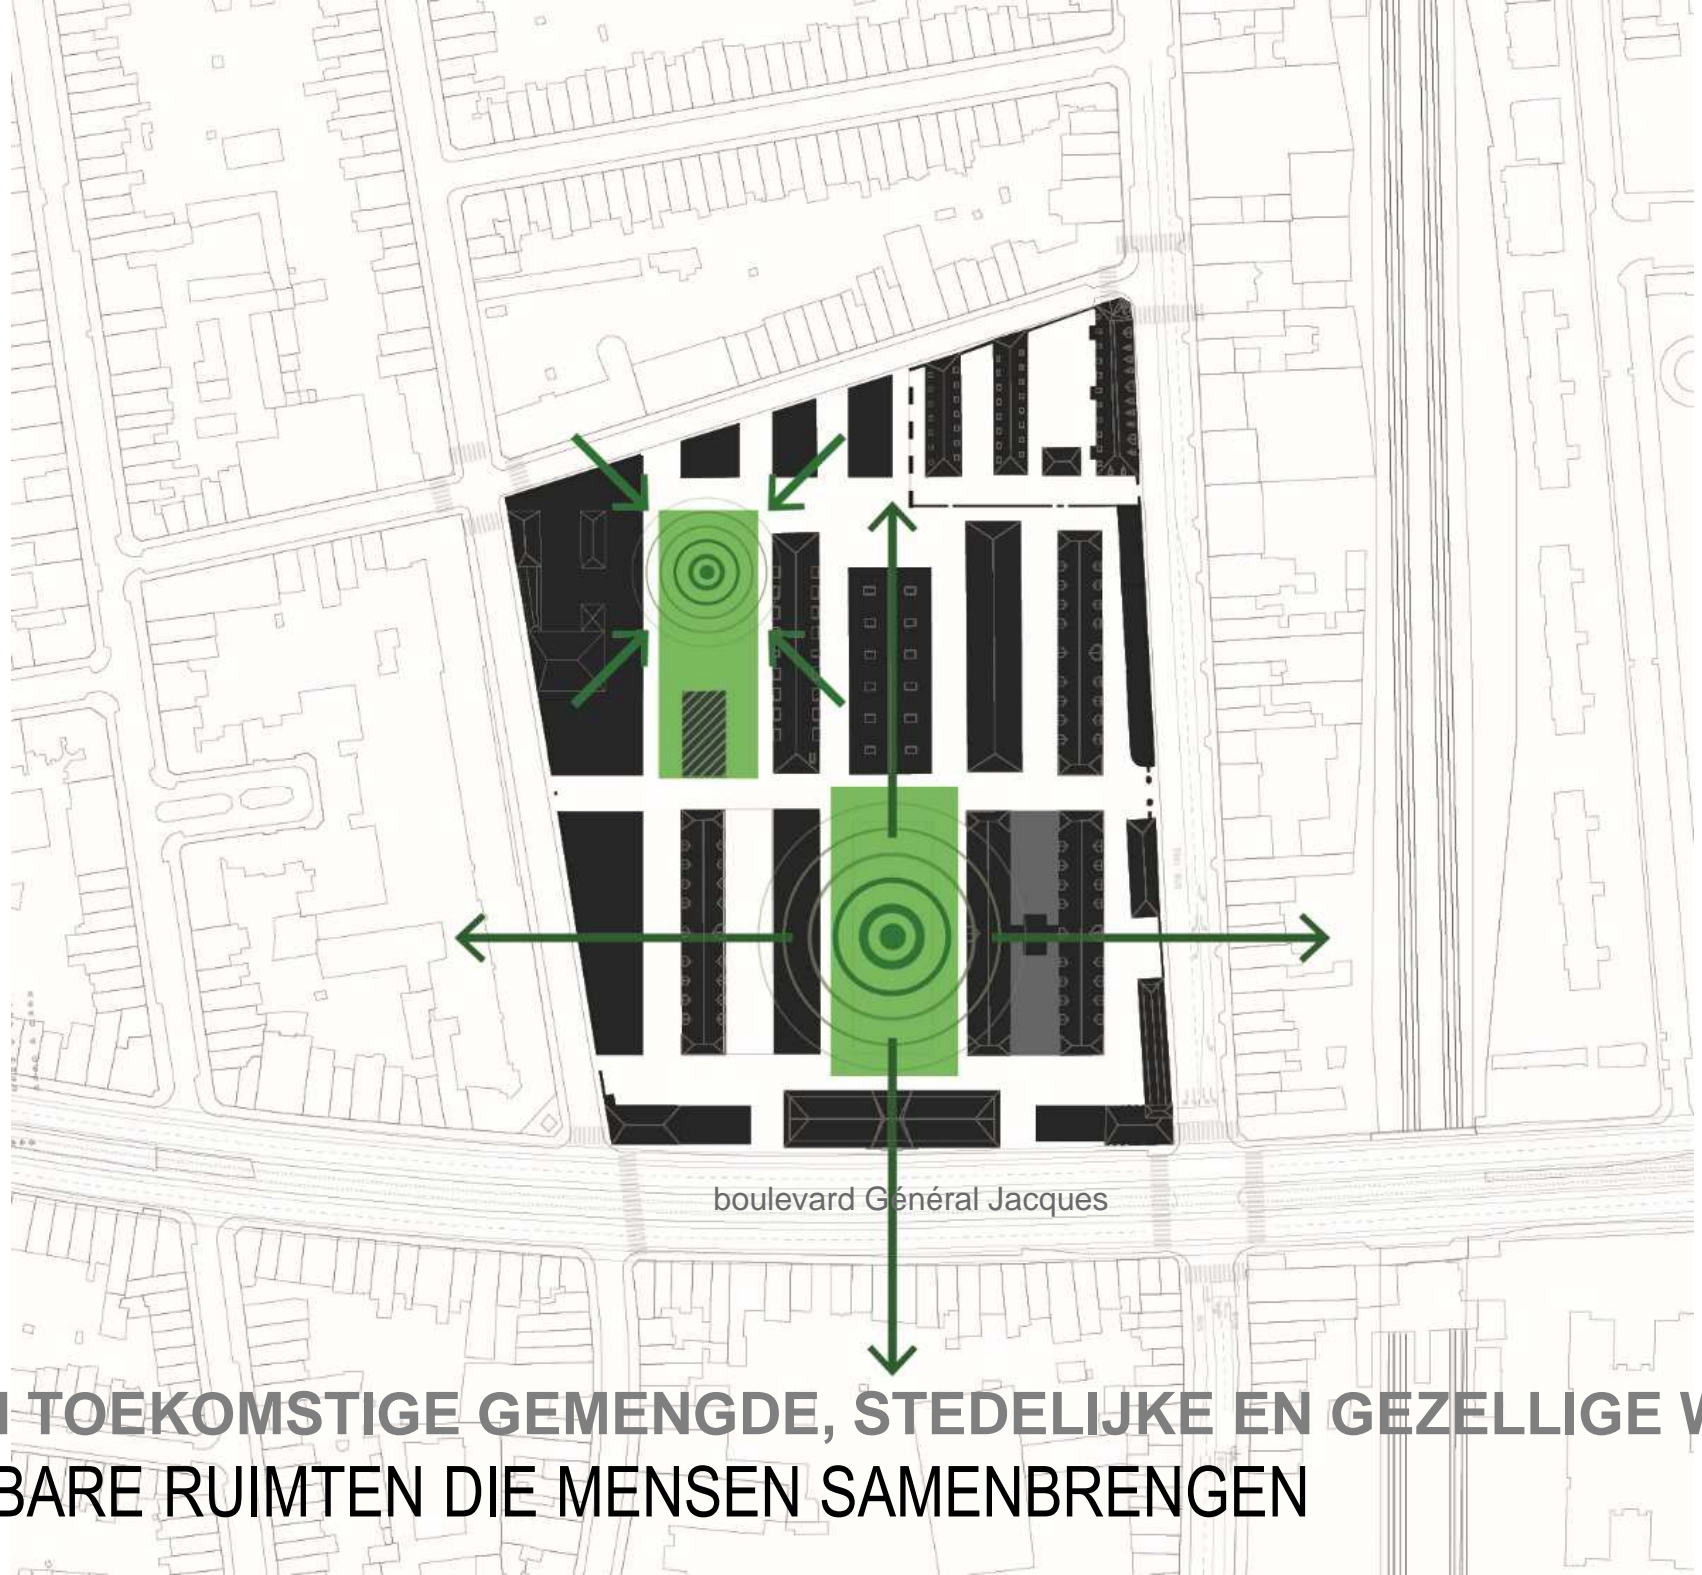 boulevard Général Jacques
TOEKOMSTIGE GEMENGDE, STEDELIJKE EN GEZELLIGE
BARE RUIMTEN DIE MENSEN SAMENBRENGEN